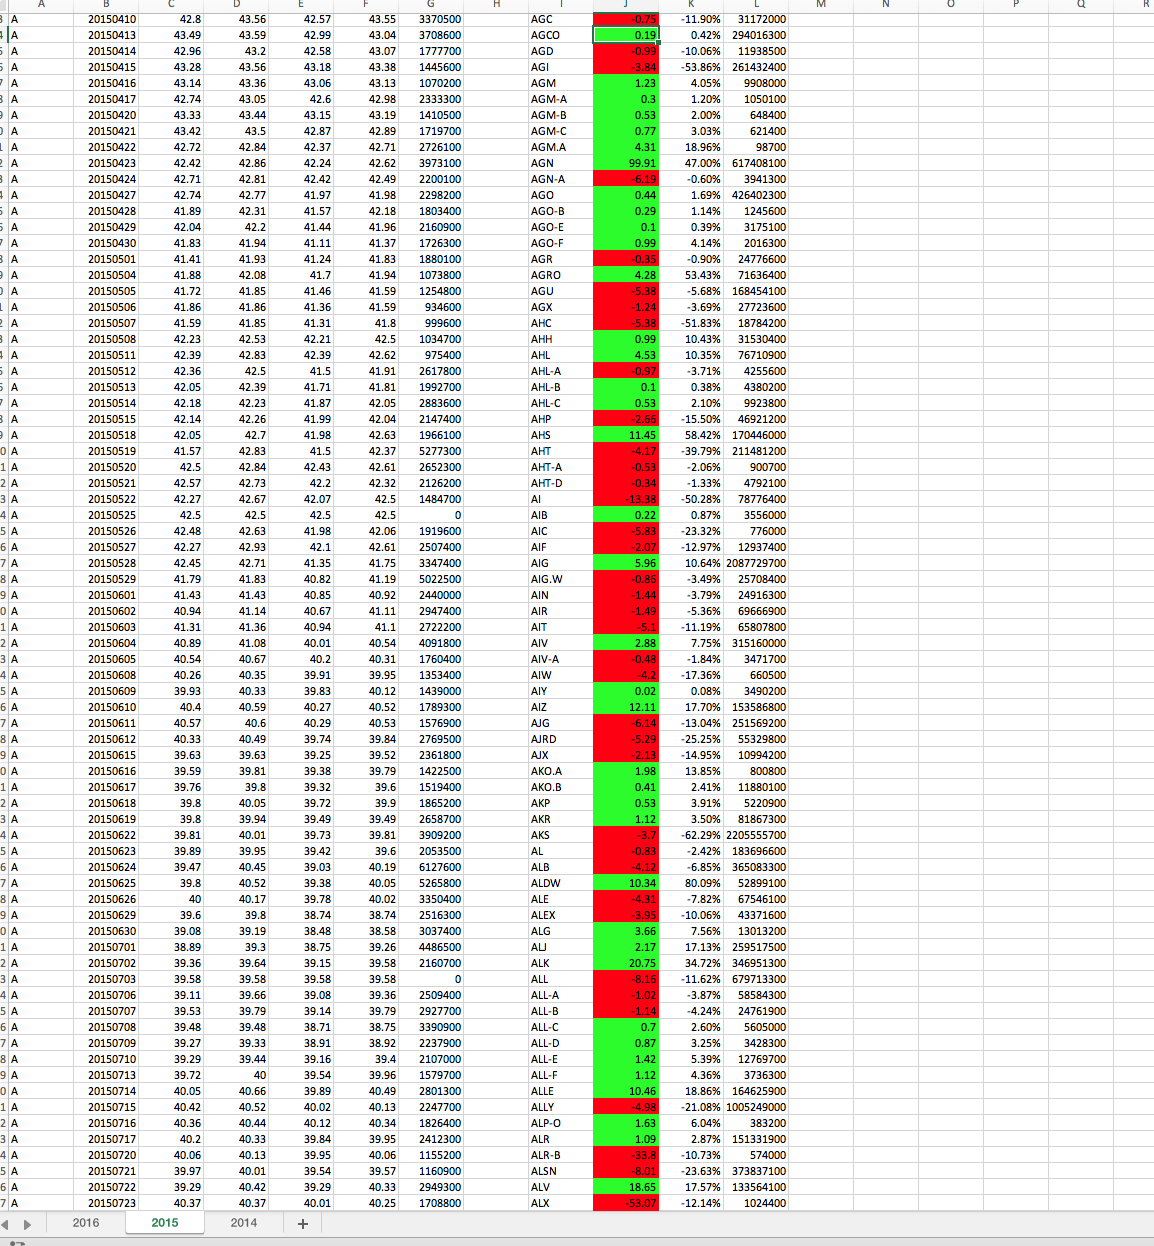 A B C D E F G H I J K L M N O P Q R
A 20150410 42.8 43.56 42.57 43.55 3370500 AGC -0.75 -11.90% 31172000
A 20150413 43.49 43.59 42.99 43.04 3708600 AGCO 0.19 0.42% 294016300
A 20150414 42.96 43.2 42.58 43.07 1777700 AGD -0.99 -10.06% 11938500
A 20150415 43.28 43.56 43.18 43.38 1445600 AGI -3.84 -53.86% 261432400
A 20150416 43.14 43.36 43.06 43.13 1070200 AGM 1.23 4.05% 9908000
A 20150417 42.74 43.05 42.6 42.98 2333300 AGM-A 0.3 1.20% 1050100
A 20150420 43.33 43.44 43.15 43.19 1410500 AGM-B 0.53 2.00% 648400
A 20150421 43.42 43.5 42.87 42.89 1719700 AGM-C 0.77 3.03% 621400
A 20150422 42.72 42.84 42.37 42.71 2726100 AGM.A 4.31 18.96% 98700
A 20150423 42.42 42.86 42.24 42.62 3973100 AGN 99.91 47.00% 617408100
A 20150424 42.71 42.81 42.42 42.49 2200100 AGN-A -6.19 -0.60% 3941300
A 20150427 42.74 42.77 41.97 41.98 2298200 AGO 0.44 1.69% 426402300
A 20150428 41.89 42.31 41.57 42.18 1803400 AGO-B 0.29 1.14% 1245600
A 20150429 42.04 42.2 41.44 41.96 2160900 AGO-E 0.1 0.39% 3175100
A 20150430 41.83 41.94 41.11 41.37 1726300 AGO-F 0.99 4.14% 2016300
A 20150501 41.41 41.93 41.24 41.83 1880100 AGR -0.35 -0.90% 24776600
A 20150504 41.88 42.08 41.7 41.94 1073800 AGRO 4.28 53.43% 71636400
A 20150505 41.72 41.85 41.46 41.59 1254800 AGU -5.38 -5.68% 168454100
A 20150506 41.86 41.86 41.36 41.59 934600 AGX -1.24 -3.69% 27723600
A 20150507 41.59 41.85 41.31 41.8 999600 AHC -5.38 -51.83% 18784200
A 20150508 42.23 42.53 42.21 42.5 1034700 AHH 0.99 10.43% 31530400
A 20150511 42.39 42.83 42.39 42.62 975400 AHL 4.53 10.35% 76710900
A 20150512 42.36 42.5 41.5 41.91 2617800 AHL-A -0.97 -3.71% 4255600
A 20150513 42.05 42.39 41.71 41.81 1992700 AHL-B 0.1 0.38% 4380200
A 20150514 42.18 42.23 41.87 42.05 2883600 AHL-C 0.53 2.10% 9923800
A 20150515 42.14 42.26 41.99 42.04 2147400 AHP -2.66 -15.50% 46921200
A 20150518 42.05 42.7 41.98 42.63 1966100 AHS 11.45 58.42% 170446000
A 20150519 41.57 42.83 41.5 42.37 5277300 AHT -4.17 -39.79% 211481200
A 20150520 42.5 42.84 42.43 42.61 2652300 AHT-A -0.53 -2.06% 900700
A 20150521 42.57 42.73 42.2 42.32 2126200 AHT-D -0.34 -1.33% 4792100
A 20150522 42.27 42.67 42.07 42.5 1484700 AI -13.38 -50.28% 78776400
A 20150525 42.5 42.5 42.5 42.5 0 AIB 0.22 0.87% 3556000
A 20150526 42.48 42.63 41.98 42.06 1919600 AIC -5.83 -23.32% 776000
A 20150527 42.27 42.93 42.1 42.61 2507400 AIF -2.07 -12.97% 12937400
A 20150528 42.45 42.71 41.35 41.75 3347400 AIG 5.96 10.64% 2087729700
A 20150529 41.79 41.83 40.82 41.19 5022500 AIG.W -0.86 -3.49% 25708400
A 20150601 41.43 41.43 40.85 40.92 2440000 AIN -1.44 -3.79% 24916300
A 20150602 40.94 41.14 40.67 41.11 2947400 AIR -1.49 -5.36% 69666900
A 20150603 41.31 41.36 40.94 41.1 2722200 AIT -5.1 -11.19% 65807800
A 20150604 40.89 41.08 40.01 40.54 4091800 AIV 2.88 7.75% 315160000
A 20150605 40.54 40.67 40.2 40.31 1760400 AIV-A -0.48 -1.84% 3471700
A 20150608 40.26 40.35 39.91 39.95 1353400 AIW -4.2 -17.36% 660500
A 20150609 39.93 40.33 39.83 40.12 1439000 AIY 0.02 0.08% 3490200
A 20150610 40.4 40.59 40.27 40.52 1789300 AIZ 12.11 17.70% 153586800
A 20150611 40.57 40.6 40.29 40.53 1576900 AJG -6.14 -13.04% 251569200
A 20150612 40.33 40.49 39.74 39.84 2769500 AJRD -5.29 -25.25% 55329800
A 20150615 39.63 39.63 39.25 39.52 2361800 AJX -2.13 -14.95% 10994200
A 20150616 39.59 39.81 39.38 39.79 1422500 AKO.A 1.98 13.85% 800800
A 20150617 39.76 39.8 39.32 39.6 1519400 AKO.B 0.41 2.41% 11880100
A 20150618 39.8 40.05 39.72 39.9 1865200 AKP 0.53 3.91% 5220900
A 20150619 39.8 39.94 39.49 39.49 2658700 AKR 1.12 3.50% 81867300
A 20150622 39.81 40.01 39.73 39.81 3909200 AKS -3.7 -62.29% 2205555700
A 20150623 39.89 39.95 39.42 39.6 2053500 AL -0.83 -2.42% 183696600
A 20150624 39.47 40.45 39.03 40.19 6127600 ALB -4.12 -6.85% 365083300
A 20150625 39.8 40.52 39.38 40.05 5265800 ALDW 10.34 80.09% 52899100
A 20150626 40 40.17 39.78 40.02 3350400 ALE -4.31 -7.82% 67546100
A 20150629 39.6 39.8 38.74 38.74 2516300 ALEX -3.95 -10.06% 43371600
A 20150630 39.08 39.19 38.48 38.58 3037400 ALG 3.66 7.56% 13013200
A 20150701 38.89 39.3 38.75 39.26 4486500 ALJ 2.17 17.13% 259517500
A 20150702 39.36 39.64 39.15 39.58 2160700 ALK 20.75 34.72% 346951300
A 20150703 39.58 39.58 39.58 39.58 0 ALL -8.16 -11.62% 679713300
A 20150706 39.11 39.66 39.08 39.36 2509400 ALL-A -1.02 -3.87% 58584300
A 20150707 39.53 39.79 39.14 39.79 2927700 ALL-B -1.14 -4.24% 24761900
A 20150708 39.48 39.48 38.71 38.75 3390900 ALL-C 0.7 2.60% 5605000
A 20150709 39.27 39.33 38.91 38.92 2237900 ALL-D 0.87 3.25% 3428300
A 20150710 39.29 39.44 39.16 39.4 2107000 ALL-E 1.42 5.39% 12769700
A 20150713 39.72 40 39.54 39.96 1579700 ALL-F 1.12 4.36% 3736300
A 20150714 40.05 40.66 39.89 40.49 2801300 ALLE 10.46 18.86% 164625900
A 20150715 40.42 40.52 40.02 40.13 2247700 ALLY -4.98 -21.08% 1005249000
A 20150716 40.36 40.44 40.12 40.34 1826400 ALP-O 1.63 6.04% 383200
A 20150717 40.2 40.33 39.84 39.95 2412300 ALR 1.09 2.87% 151331900
A 20150720 40.06 40.13 39.95 40.06 1155200 ALR-B -33.8 -10.73% 574000
A 20150721 39.97 40.01 39.54 39.57 1160900 ALSN -8.01 -23.63% 373837100
A 20150722 39.29 40.42 39.29 40.33 2949300 ALV 18.65 17.57% 133564100
A 20150723 40.37 40.37 40.01 40.25 1708800 ALX -53.07 -12.14% 1024400
2016 2015 2014 +